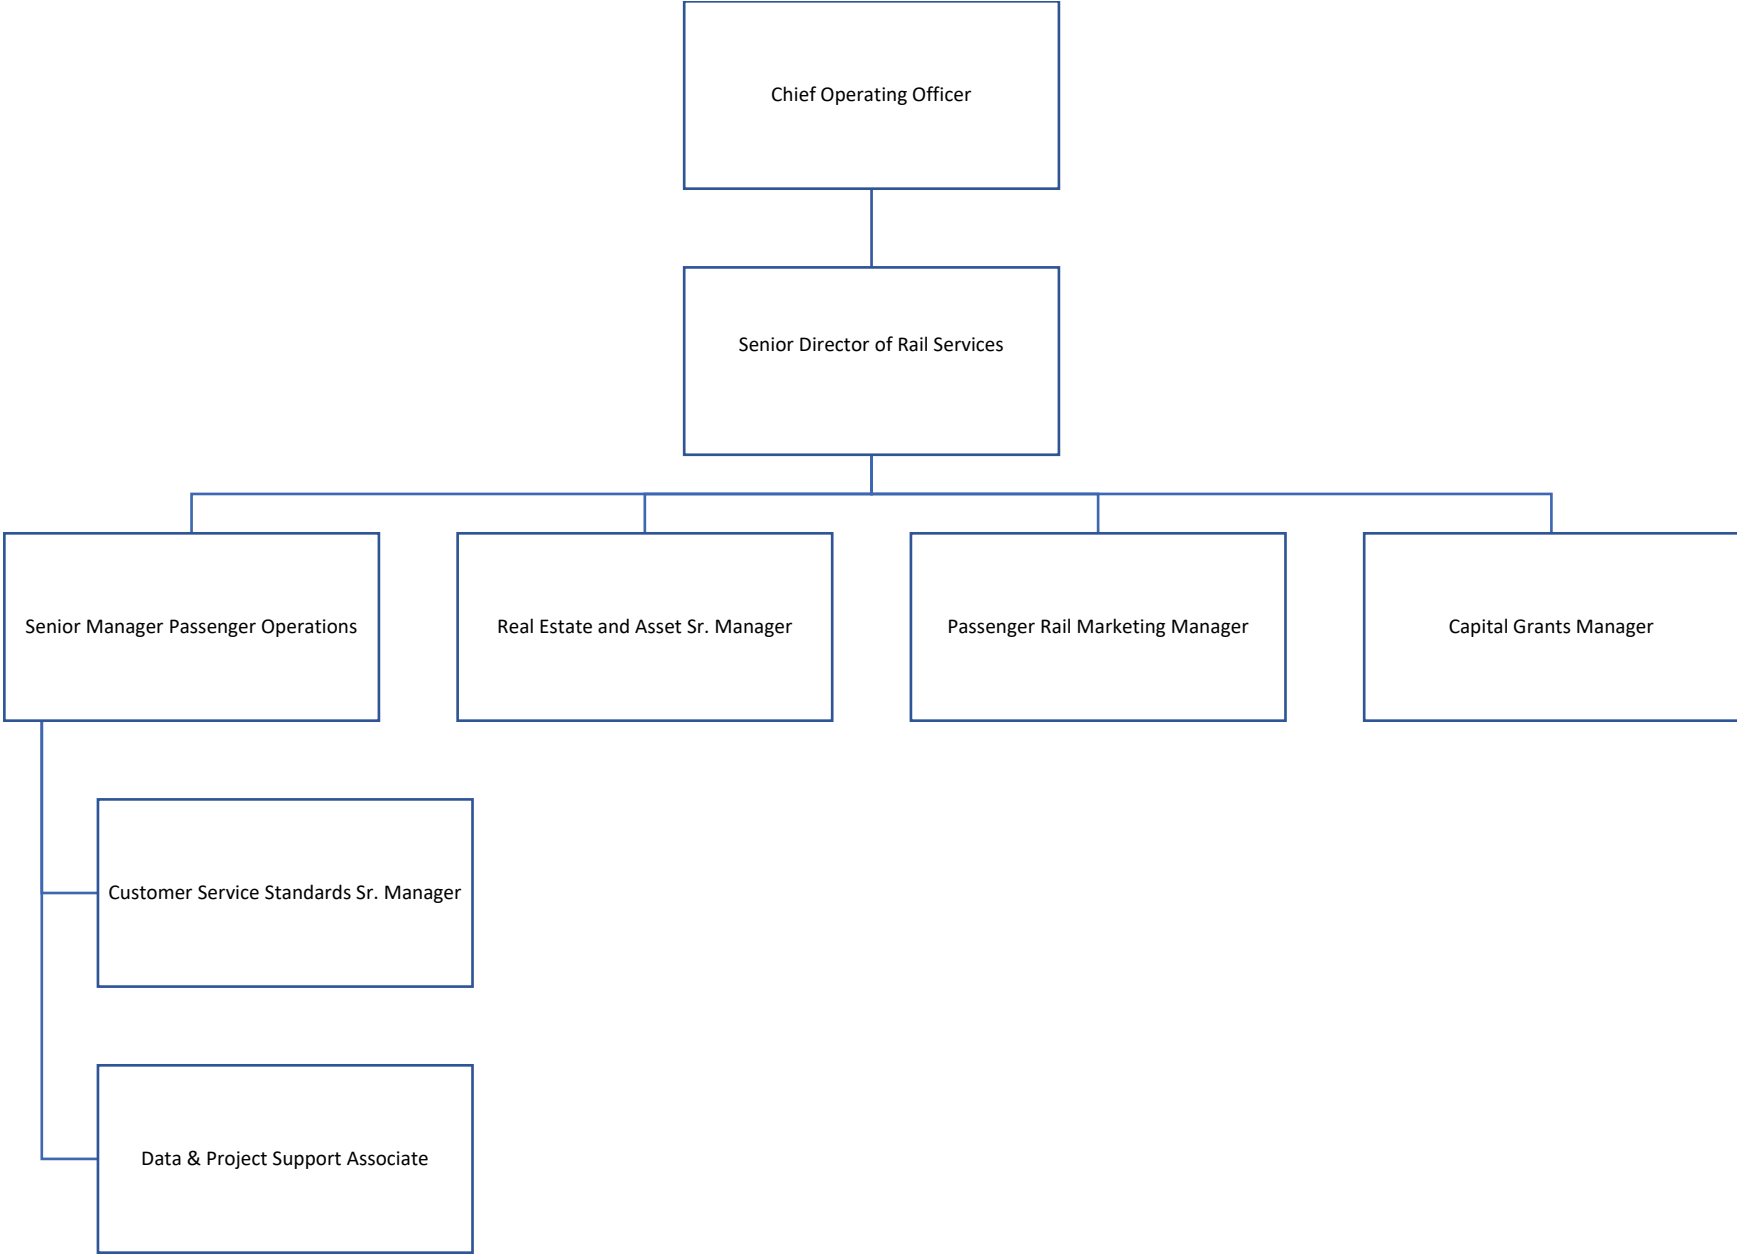 Chief Operating Officer
Senior Director of Rail Services
Senior Manager Passenger Operations
Real Estate and Asset Sr. Manager
Passenger Rail Marketing Manager
Capital Grants Manager
Customer Service Standards Sr. Manager
Data & Project Support Associate